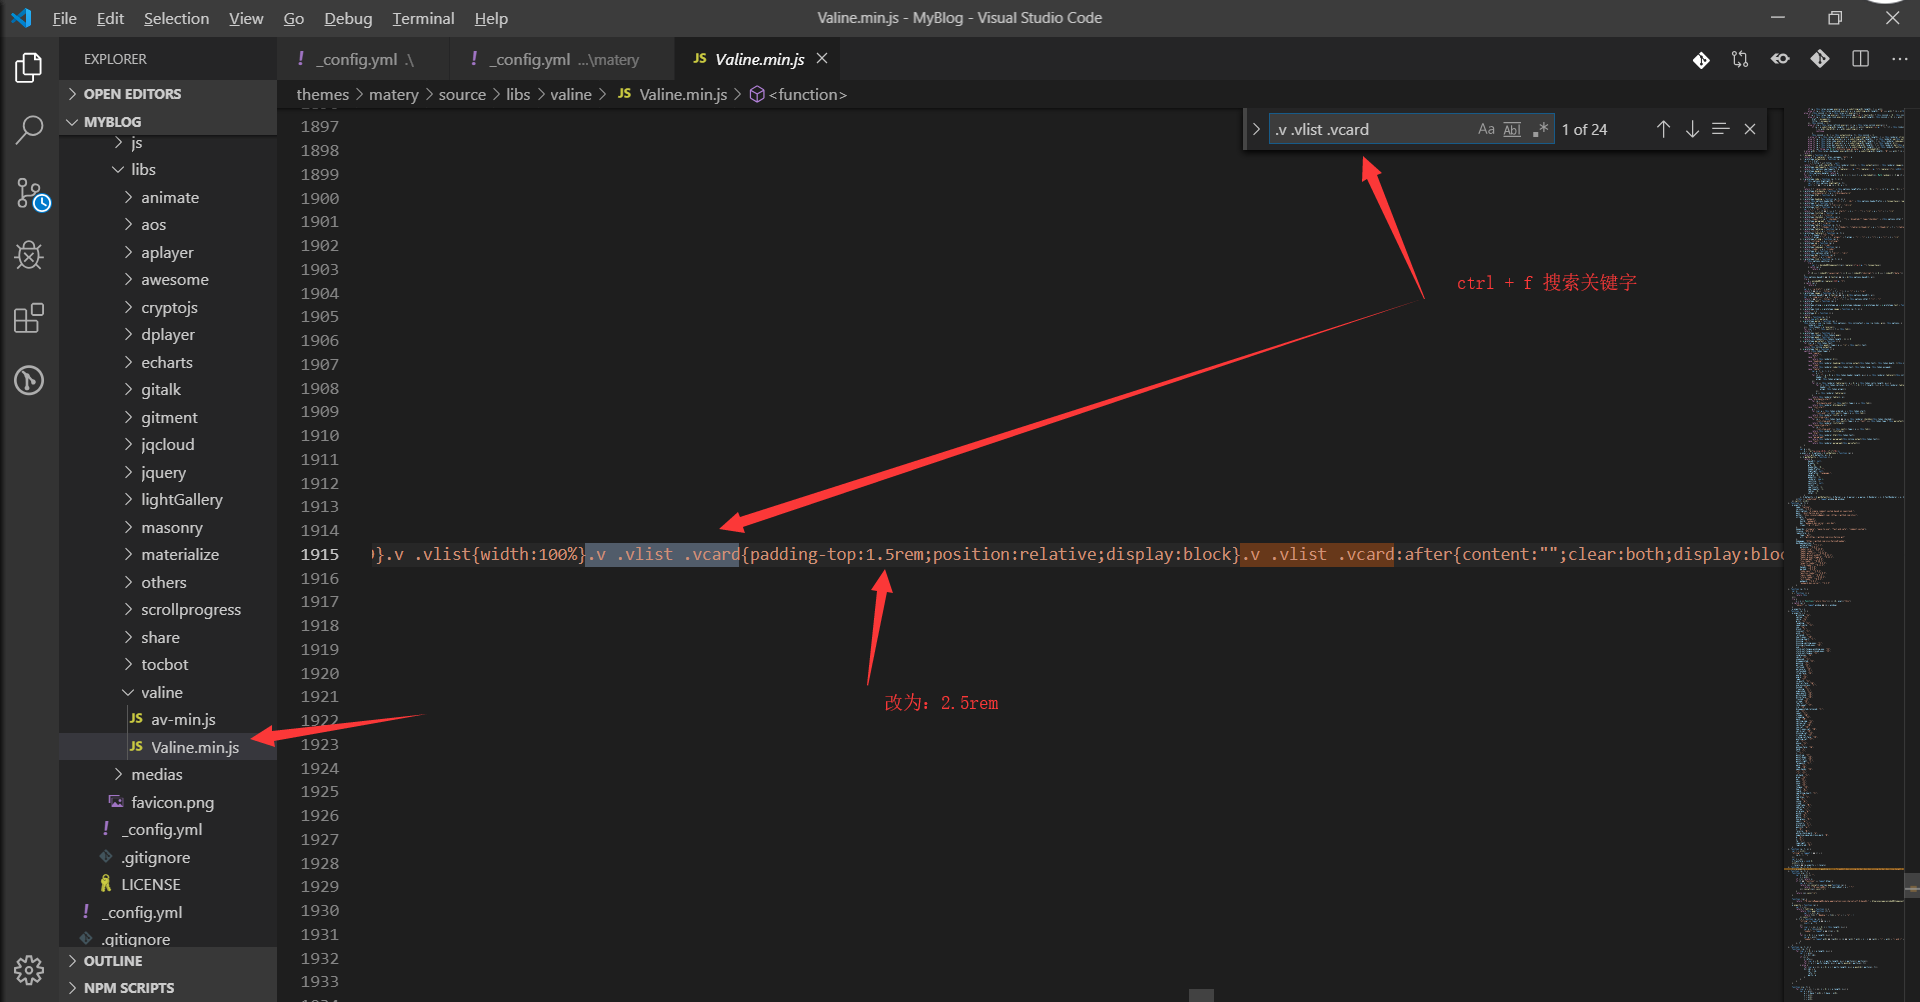 File Edit Selection View Go Debug Terminal Help
Valine.min.js - MyBlog - Visual Studio Code
EXPLORER
! _config.yml .\
! _config.yml ...\matery
JS Valine.min.js
OPEN EDITORS
MYBLOG
themes > matery > source > libs > valine > JS Valine.min.js > <function>
.v .vlist .vcard Aa Abl .* 1 of 24
js
libs
animate
aos
aplayer
awesome
cryptojs
dplayer
echarts
gitalk
gitment
jqcloud
jquery
lightGallery
masonry
materialize
others
scrollprogress
share
tocbot
valine
JS av-min.js
JS Valine.min.js
medias
favicon.png
! _config.yml
.gitignore
LICENSE
! _config.yml
.gitignore
OUTLINE
NPM SCRIPTS
1897
1898
1899
1900
1901
1902
1903
1904
1905
1906
1907
1908
1909
1910
1911
1912
1913
1914
1915 )}.v .vlist{width:100%}.v .vlist .vcard{padding-top:1.5rem;position:relative;display:block}.v .vlist .vcard:after{content:"";clear:both;display:bloc
1916
1917
1918
1919
1920
1921
1922
1923
1924
1925
1926
1927
1928
1929
1930
1931
1932
1933
ctrl + f 搜索关键字
改为：2.5rem